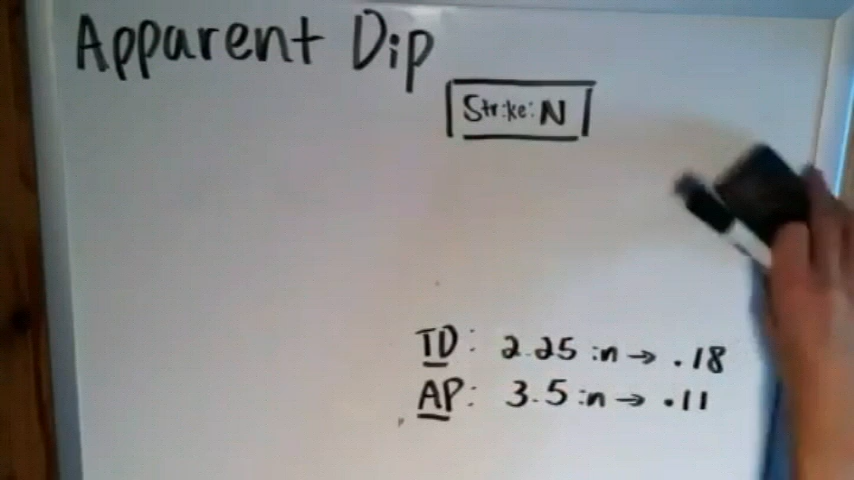 Apparent Dip
Strike: N
TD: 2.25 in → .18
AP: 3.5 in → .11